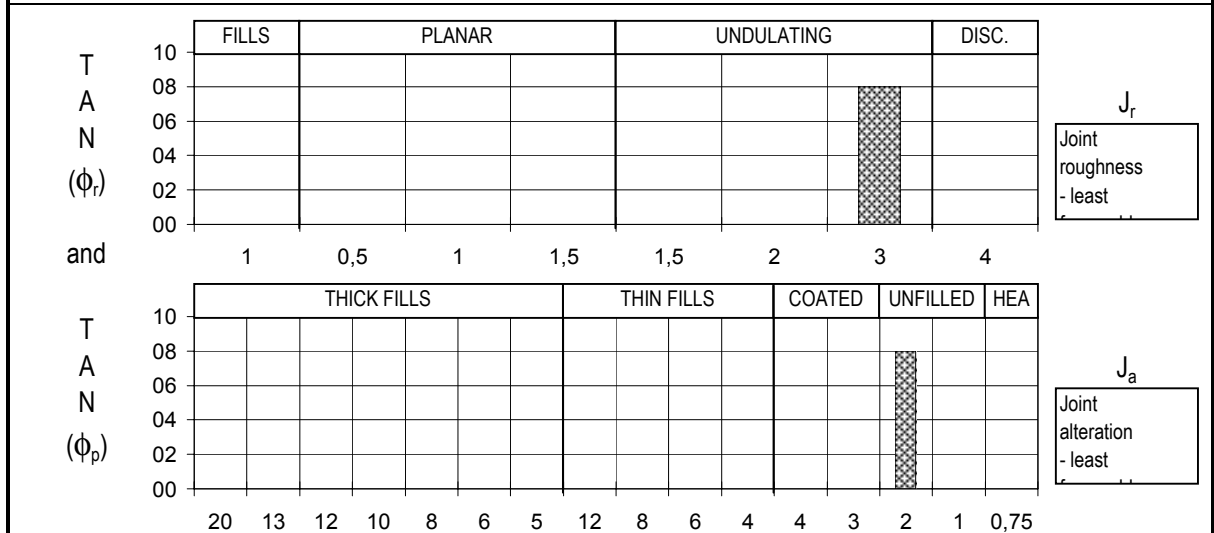 FILLS PLANAR UNDULATING DISC.
T
A
N
(ϕr)
10
08
06
04
02
00
Jr
Joint
roughness
- least
and
1 0,5 1 1,5 1,5 2 3 4
THICK FILLS THIN FILLS COATED UNFILLED HEA
T
A
N
(ϕp)
10
08
06
04
02
00
Ja
Joint
alteration
- least
20 13 12 10 8 6 5 12 8 6 4 4 3 2 1 0,75